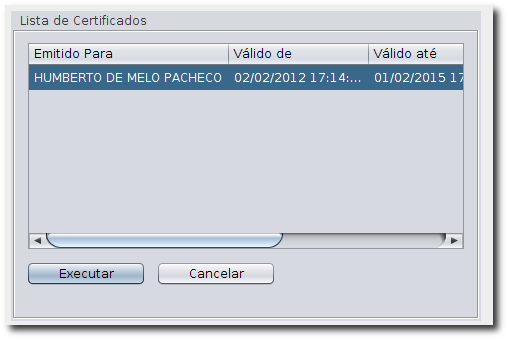 Lista de Certificados
Emitido Para Válido de Válido até
HUMBERTO DE MELO PACHECO 02/02/2012 17:14:... 01/02/2015 17
Executar Cancelar